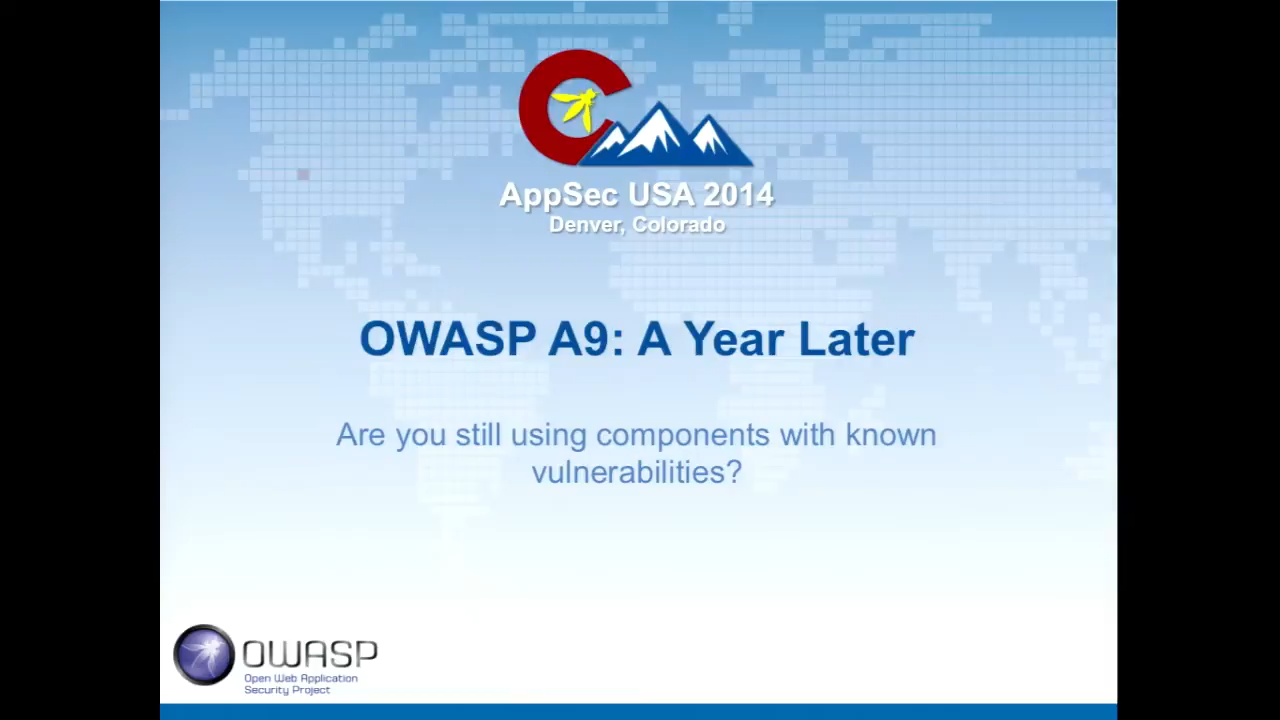 AppSec USA 2014
Denver, Colorado
OWASP A9: A Year Later
Are you still using components with known
vulnerabilities?
OWASP
Open Web Application
Security Project